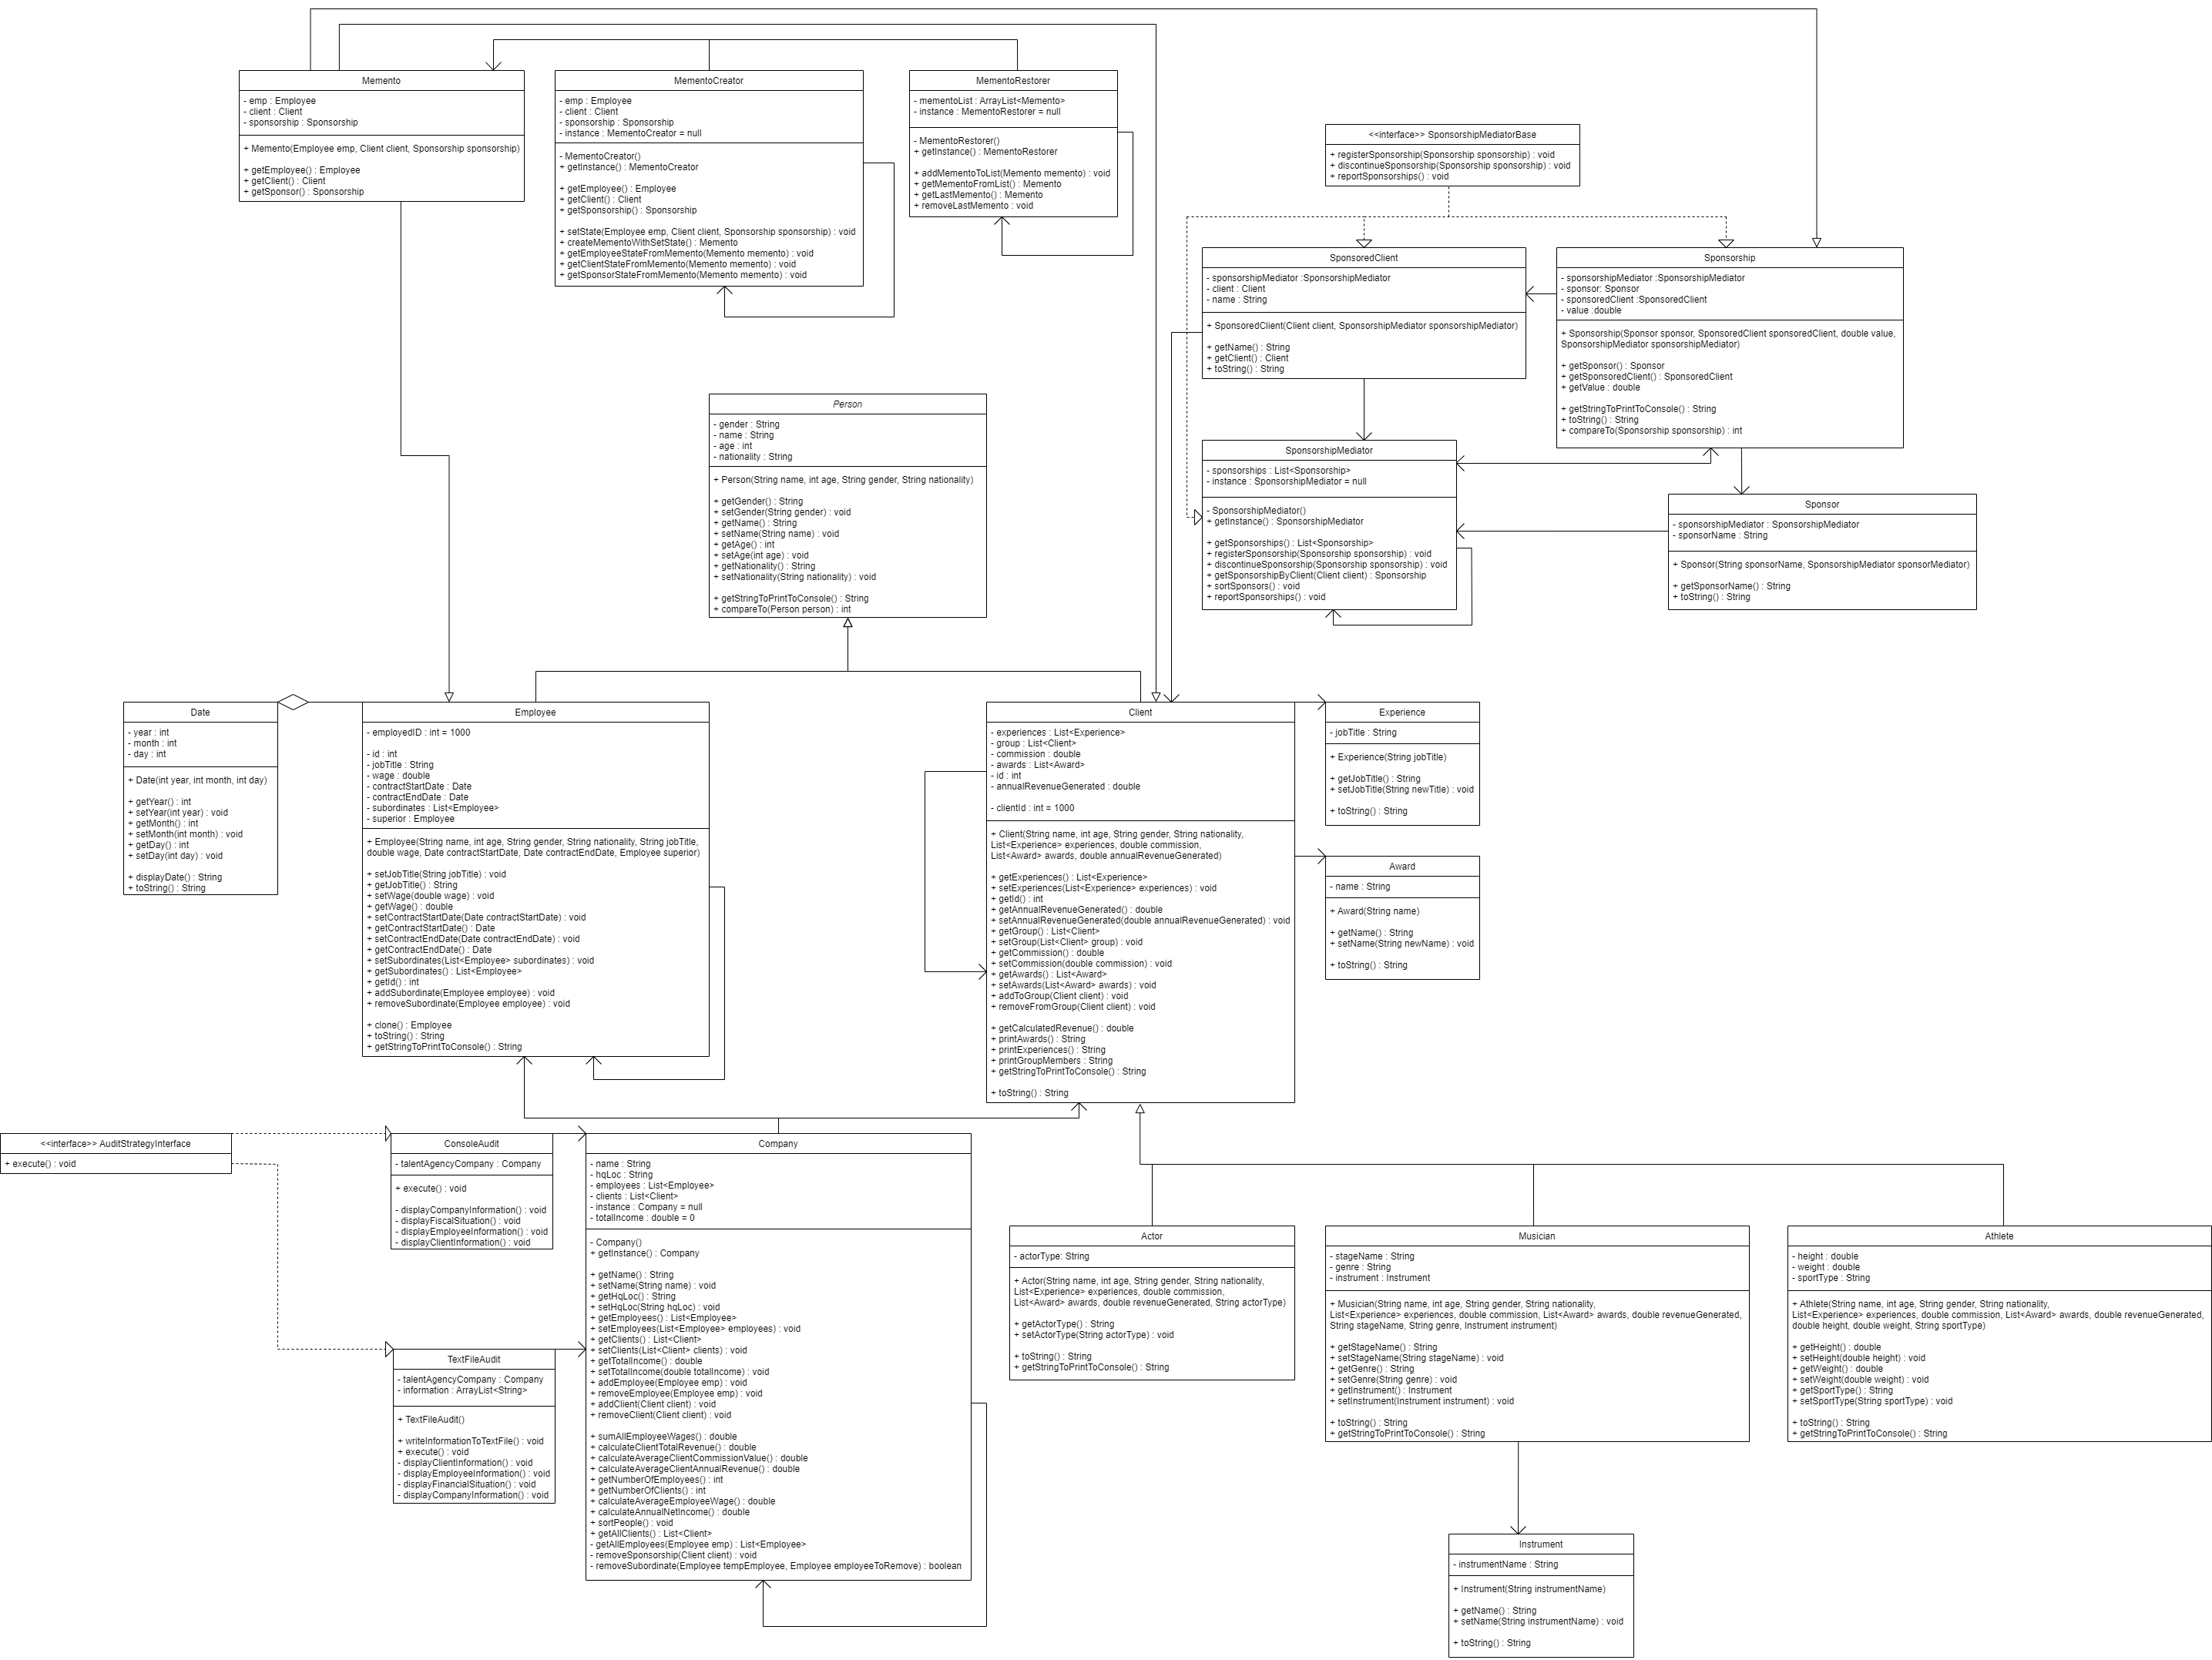 Memento
- emp : Employee
- client : Client
- sponsorship : Sponsorship
+ Memento(Employee emp, Client client, Sponsorship sponsorship)
+ getEmployee() : Employee
+ getClient() : Client
+ getSponsor() : Sponsorship
MementoCreator
- emp : Employee
- client : Client
- sponsorship : Sponsorship
- instance : MementoCreator = null
- MementoCreator()
+ getInstance() : MementoCreator
+ getEmployee() : Employee
+ getClient() : Client
+ getSponsorship() : Sponsorship
+ setState(Employee emp, Client client, Sponsorship sponsorship) : void
+ createMementoWithSetState() : Memento
+ getEmployeeStateFromMemento(Memento memento) : void
+ getClientStateFromMemento(Memento memento) : void
+ getSponsorStateFromMemento(Memento memento) : void
MementoRestorer
- mementoList : ArrayList<Memento>
- instance : MementoRestorer = null
- MementoRestorer()
+ getInstance() : MementoRestorer
+ addMementoToList(Memento memento) : void
+ getMementoFromList() : Memento
+ getLastMemento() : Memento
+ removeLastMemento : void
<<interface>> SponsorshipMediatorBase
+ registerSponsorship(Sponsorship sponsorship) : void
+ discontinueSponsorship(Sponsorship sponsorship) : void
+ reportSponsorships() : void
SponsoredClient
- sponsorshipMediator :SponsorshipMediator
- client : Client
- name : String
+ SponsoredClient(Client client, SponsorshipMediator sponsorshipMediator)
+ getName() : String
+ getClient() : Client
+ toString() : String
Sponsorship
- sponsorshipMediator :SponsorshipMediator
- sponsor: Sponsor
- sponsoredClient :SponsoredClient
- value :double
+ Sponsorship(Sponsor sponsor, SponsoredClient sponsoredClient, double value,
SponsorshipMediator sponsorshipMediator)
+ getSponsor() : Sponsor
+ getSponsoredClient() : SponsoredClient
+ getValue : double
+ getStringToPrintToConsole() : String
+ toString() : String
+ compareTo(Sponsorship sponsorship) : int
Person
- gender : String
- name : String
- age : int
- nationality : String
+ Person(String name, int age, String gender, String nationality)
+ getGender() : String
+ setGender(String gender) : void
+ getName() : String
+ setName(String name) : void
+ getAge() : int
+ setAge(int age) : void
+ getNationality() : String
+ setNationality(String nationality) : void
+ getStringToPrintToConsole() : String
+ compareTo(Person person) : int
SponsorshipMediator
- sponsorships : List<Sponsorship>
- instance : SponsorshipMediator = null
- SponsorshipMediator()
+ getInstance() : SponsorshipMediator
+ getSponsorships() : List<Sponsorship>
+ registerSponsorship(Sponsorship sponsorship) : void
+ discontinueSponsorship(Sponsorship sponsorship) : void
+ getSponsorshipByClient(Client client) : Sponsorship
+ sortSponsors() : void
+ reportSponsorships() : void
Sponsor
- sponsorshipMediator : SponsorshipMediator
- sponsorName : String
+ Sponsor(String sponsorName, SponsorshipMediator sponsorMediator)
+ getSponsorName() : String
+ toString() : String
Date
- year : int
- month : int
- day : int
+ Date(int year, int month, int day)
+ getYear() : int
+ setYear(int year) : void
+ getMonth() : int
+ setMonth(int month) : void
+ getDay() : int
+ setDay(int day) : void
+ displayDate() : String
+ toString() : String
Employee
- employedID : int = 1000
- id : int
- jobTitle : String
- wage : double
- contractStartDate : Date
- contractEndDate : Date
- subordinates : List<Employee>
- superior : Employee
+ Employee(String name, int age, String gender, String nationality, String jobTitle,
double wage, Date contractStartDate, Date contractEndDate, Employee superior)
+ setJobTitle(String jobTitle) : void
+ getJobTitle() : String
+ setWage(double wage) : void
+ getWage() : double
+ setContractStartDate(Date contractStartDate) : void
+ getContractStartDate() : Date
+ setContractEndDate(Date contractEndDate) : void
+ getContractEndDate() : Date
+ setSubordinates(List<Employee> subordinates) : void
+ getSubordinates() : List<Employee>
+ getId() : int
+ addSubordinate(Employee employee) : void
+ removeSubordinate(Employee employee) : void
+ clone() : Employee
+ toString() : String
+ getStringToPrintToConsole() : String
Client
- experiences : List<Experience>
- group : List<Client>
- commission : double
- awards : List<Award>
- id : int
- annualRevenueGenerated : double
- clientId : int = 1000
+ Client(String name, int age, String gender, String nationality,
List<Experience> experiences, double commission,
List<Award> awards, double annualRevenueGenerated)
+ getExperiences() : List<Experience>
+ setExperiences(List<Experience> experiences) : void
+ getId() : int
+ getAnnualRevenueGenerated() : double
+ setAnnualRevenueGenerated(double annualRevenueGenerated) : void
+ getGroup() : List<Client>
+ setGroup(List<Client> group) : void
+ getCommission() : double
+ setCommission(double commission) : void
+ getAwards() : List<Award>
+ setAwards(List<Award> awards) : void
+ addToGroup(Client client) : void
+ removeFromGroup(Client client) : void
+ getCalculatedRevenue() : double
+ printAwards() : String
+ printExperiences() : String
+ printGroupMembers : String
+ getStringToPrintToConsole() : String
+ toString() : String
Experience
- jobTitle : String
+ Experience(String jobTitle)
+ getJobTitle() : String
+ setJobTitle(String newTitle) : void
+ toString() : String
Award
- name : String
+ Award(String name)
+ getName() : String
+ setName(String newName) : void
+ toString() : String
<<interface>> AuditStrategyInterface
+ execute() : void
ConsoleAudit
- talentAgencyCompany : Company
+ execute() : void
- displayCompanyInformation() : void
- displayFiscalSituation() : void
- displayEmployeeInformation() : void
- displayClientInformation() : void
TextFileAudit
- talentAgencyCompany : Company
- information : ArrayList<String>
+ TextFileAudit()
+ writeInformationToTextFile() : void
+ execute() : void
- displayClientInformation() : void
- displayEmployeeInformation() : void
- displayFinancialSituation() : void
- displayCompanyInformation() : void
Company
- name : String
- hqLoc : String
- employees : List<Employee>
- clients : List<Client>
- instance : Company = null
- totalIncome : double = 0
- Company()
+ getInstance() : Company
+ getName() : String
+ setName(String name) : void
+ getHqLoc() : String
+ setHqLoc(String hqLoc) : void
+ getEmployees() : List<Employee>
+ setEmployees(List<Employee> employees) : void
+ getClients() : List<Client>
+ setClients(List<Client> clients) : void
+ getTotalIncome() : double
+ setTotalIncome(double totalIncome) : void
+ addEmployee(Employee emp) : void
+ removeEmployee(Employee emp) : void
+ addClient(Client client) : void
+ removeClient(Client client) : void
+ sumAllEmployeeWages() : double
+ calculateClientTotalRevenue() : double
+ calculateAverageClientCommissionValue() : double
+ calculateAverageClientAnnualRevenue() : double
+ getNumberOfEmployees() : int
+ getNumberOfClients() : int
+ calculateAverageEmployeeWage() : double
+ calculateAnnualNetIncome() : double
+ sortPeople() : void
+ getAllClients() : List<Client>
- getAllEmployees(Employee emp) : List<Employee>
- removeSponsorship(Client client) : void
- removeSubordinate(Employee tempEmployee, Employee employeeToRemove) : boolean
Actor
- actorType: String
+ Actor(String name, int age, String gender, String nationality,
List<Experience> experiences, double commission,
List<Award> awards, double revenueGenerated, String actorType)
+ getActorType() : String
+ setActorType(String actorType) : void
+ toString() : String
+ getStringToPrintToConsole() : String
Musician
- stageName : String
- genre : String
- instrument : Instrument
+ Musician(String name, int age, String gender, String nationality,
List<Experience> experiences, double commission, List<Award> awards, double revenueGenerated,
String stageName, String genre, Instrument instrument)
+ getStageName() : String
+ setStageName(String stageName) : void
+ getGenre() : String
+ setGenre(String genre) : void
+ getInstrument() : Instrument
+ setInstrument(Instrument instrument) : void
+ toString() : String
+ getStringToPrintToConsole() : String
Athlete
- height : double
- weight : double
- sportType : String
+ Athlete(String name, int age, String gender, String nationality,
List<Experience> experiences, double commission, List<Award> awards, double revenueGenerated,
double height, double weight, String sportType)
+ getHeight() : double
+ setHeight(double height) : void
+ getWeight() : double
+ setWeight(double weight) : void
+ getSportType() : String
+ setSportType(String sportType) : void
+ toString() : String
+ getStringToPrintToConsole() : String
Instrument
- instrumentName : String
+ Instrument(String instrumentName)
+ getName() : String
+ setName(String instrumentName) : void
+ toString() : String